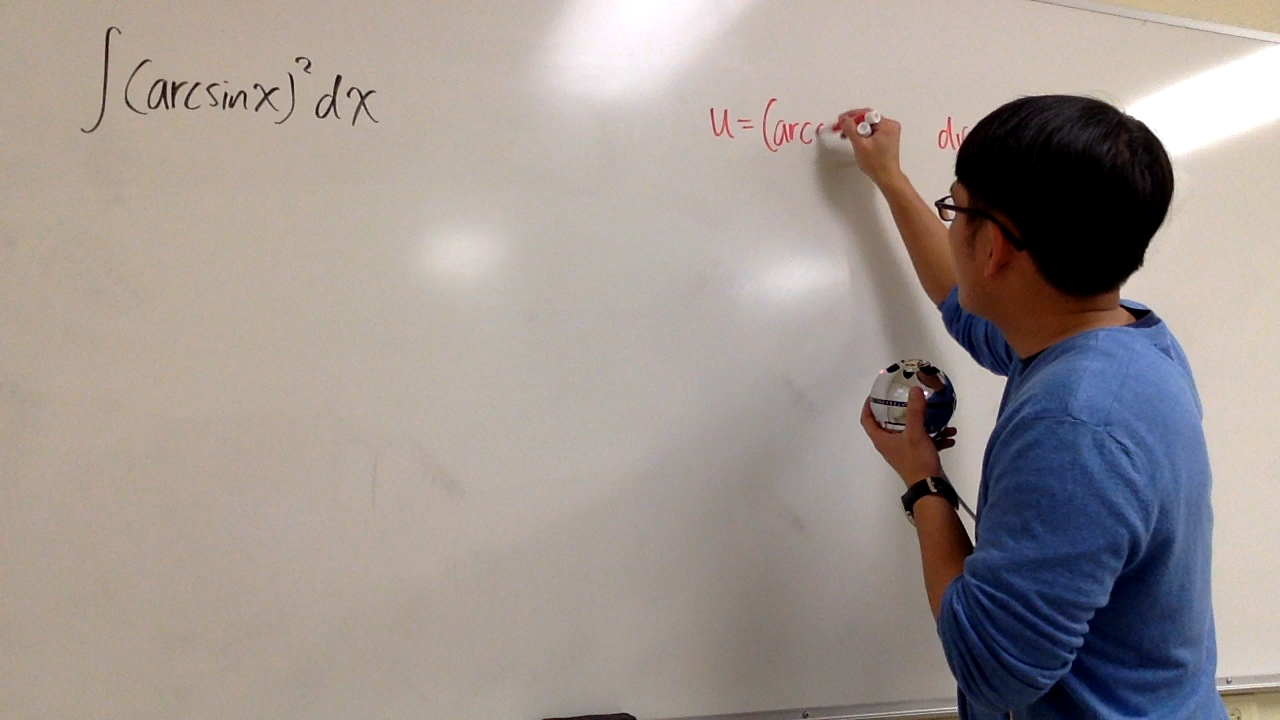 ∫(arcsinx)² dx
u = (arc